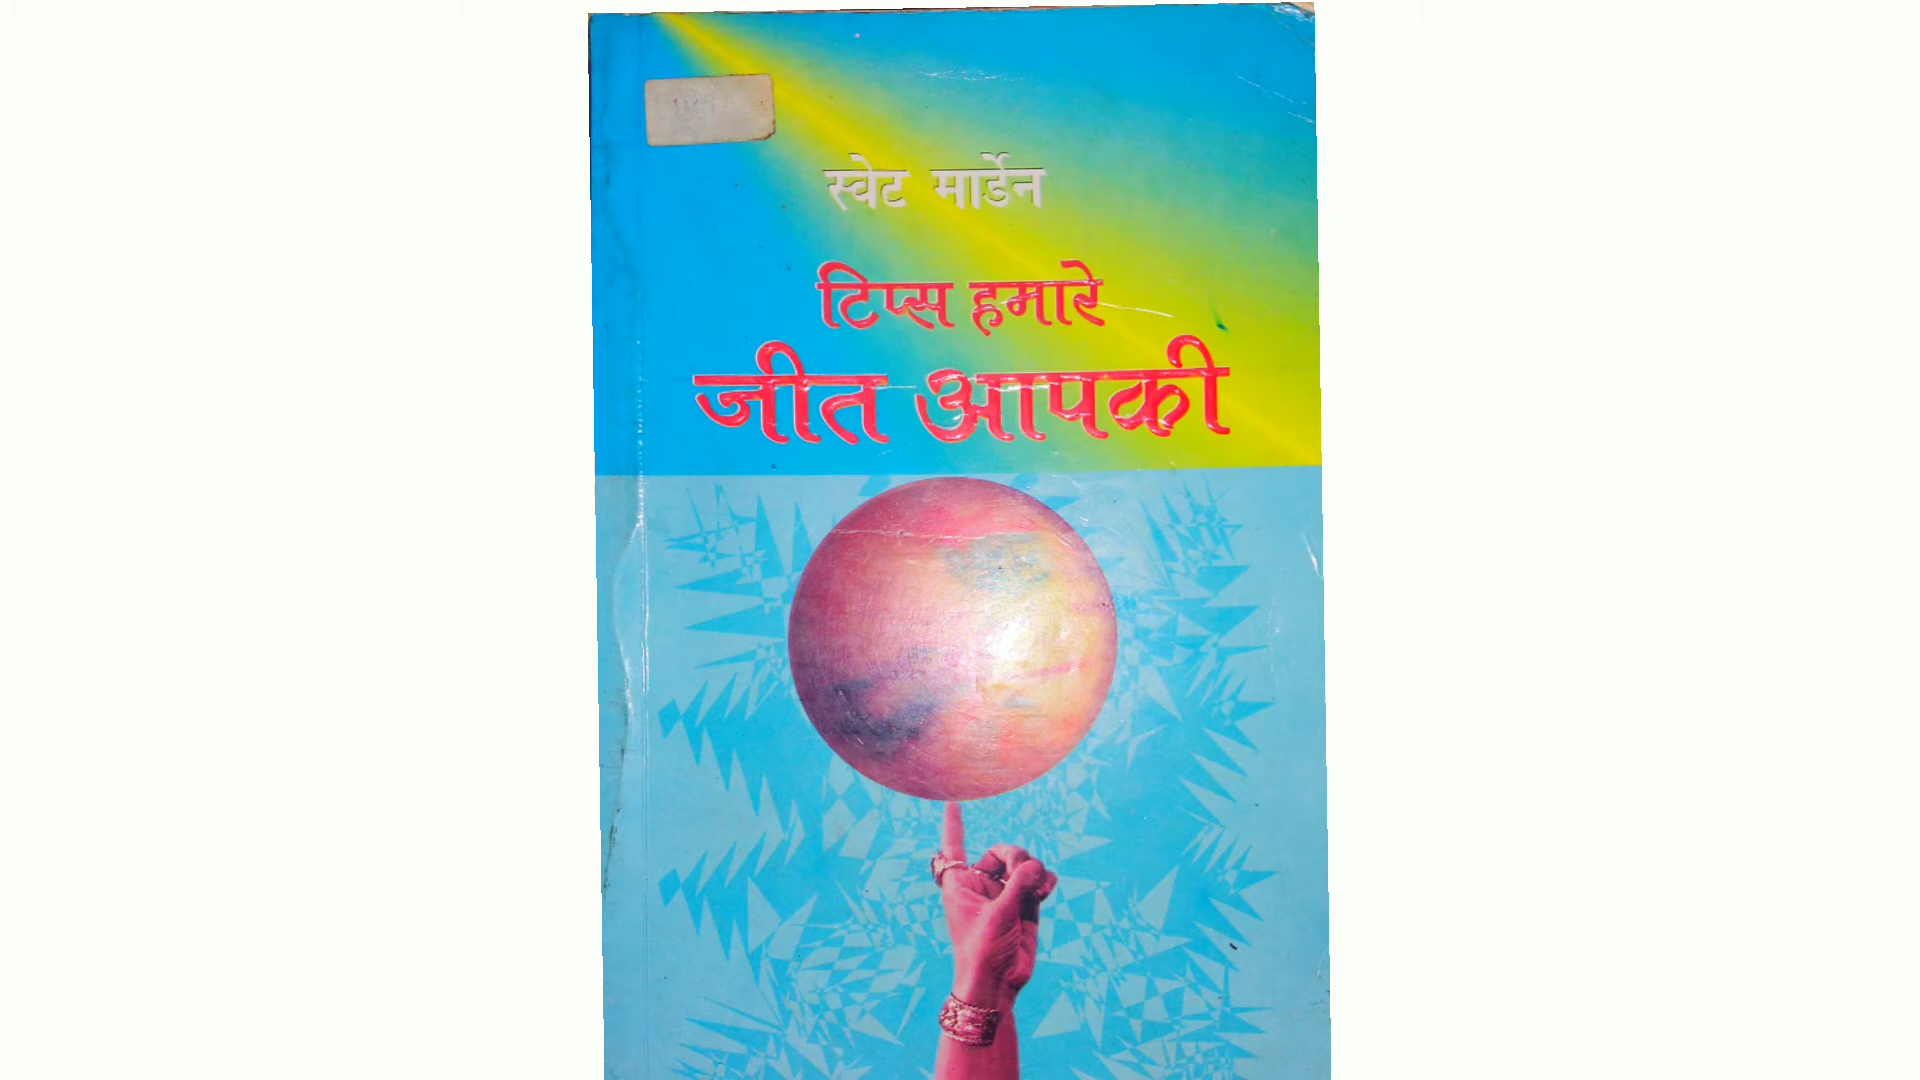 स्वेट मार्डेन
टिप्स हमारे
जीत आपकी